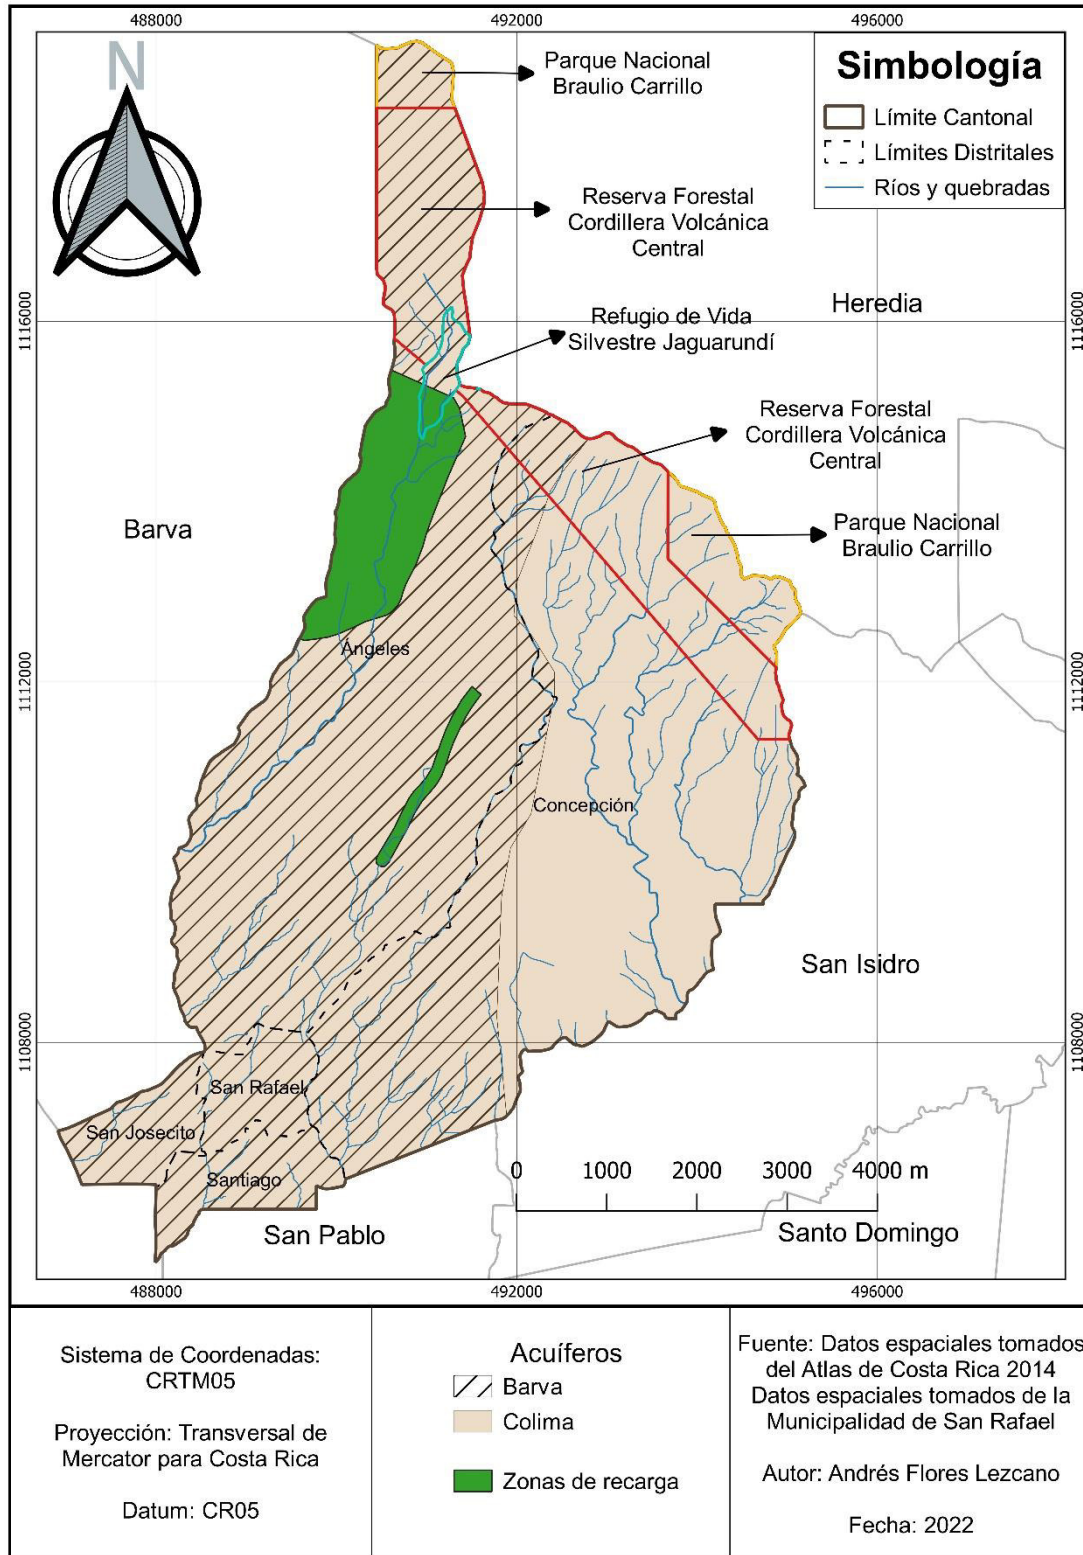 488000
492000
496000
N
Parque Nacional
Braulio Carrillo
Simbología
Límite Cantonal
Límites Distritales
Ríos y quebradas
Reserva Forestal
Cordillera Volcánica
Central
1116000
Heredia
1116000
Refugio de Vida
Silvestre Jaguarundí
Reserva Forestal
Cordillera Volcánica
Central
Barva
Parque Nacional
Braulio Carrillo
Ángeles
1112000
1112000
Concepción
San Isidro
1108000
1108000
San Rafael
San Josecito
Santiago
0 1000 2000 3000 4000 m
San Pablo
Santo Domingo
488000
492000
496000
Sistema de Coordenadas:
CRTM05
Proyección: Transversal de
Mercator para Costa Rica
Datum: CR05
Acuíferos
Barva
Colima
Zonas de recarga
Fuente: Datos espaciales tomados
del Atlas de Costa Rica 2014
Datos espaciales tomados de la
Municipalidad de San Rafael
Autor: Andrés Flores Lezcano
Fecha: 2022